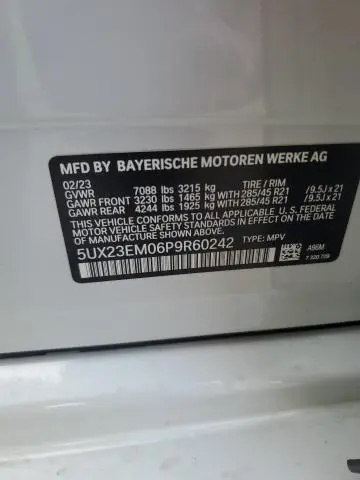 MFD BY BAYERISCHE MOTOREN WERKE AG
02/23 TIRE / RIM
GVWR 7088 lbs 3215 kg
GAWR FRONT 3230 lbs 1465 kg WITH 285/45 R21 /9.5J x 21
GAWR REAR 4244 lbs 1925 kg WITH 285/45 R21 /9.5J x 21
THIS VEHICLE CONFORMS TO ALL APPLICABLE U.S. FEDERAL
MOTOR VEHICLE SAFETY STANDARDS IN EFFECT ON THE
DATE OF MANUFACTURE SHOWN ABOVE.
5UX23EM06P9R60242 TYPE: MPV
A96M